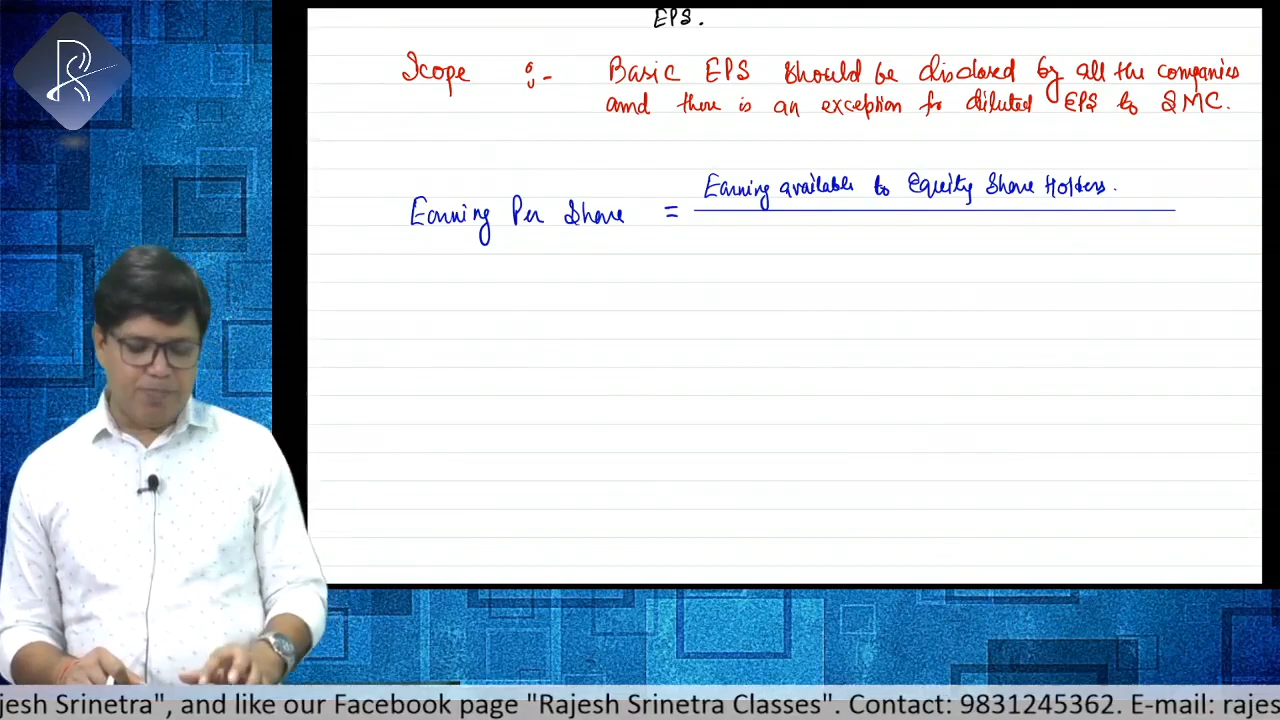 EPS.
Scope :- Basic EPS should be disclosed by all the companies
and there is an exception for diluted EPS to SMC.
Earning available to Equity Share Holders.
Earning Per Share =
RS
jesh Srinetra", and like our Facebook page "Rajesh Srinetra Classes". Contact: 9831245362. E-mail: rajes